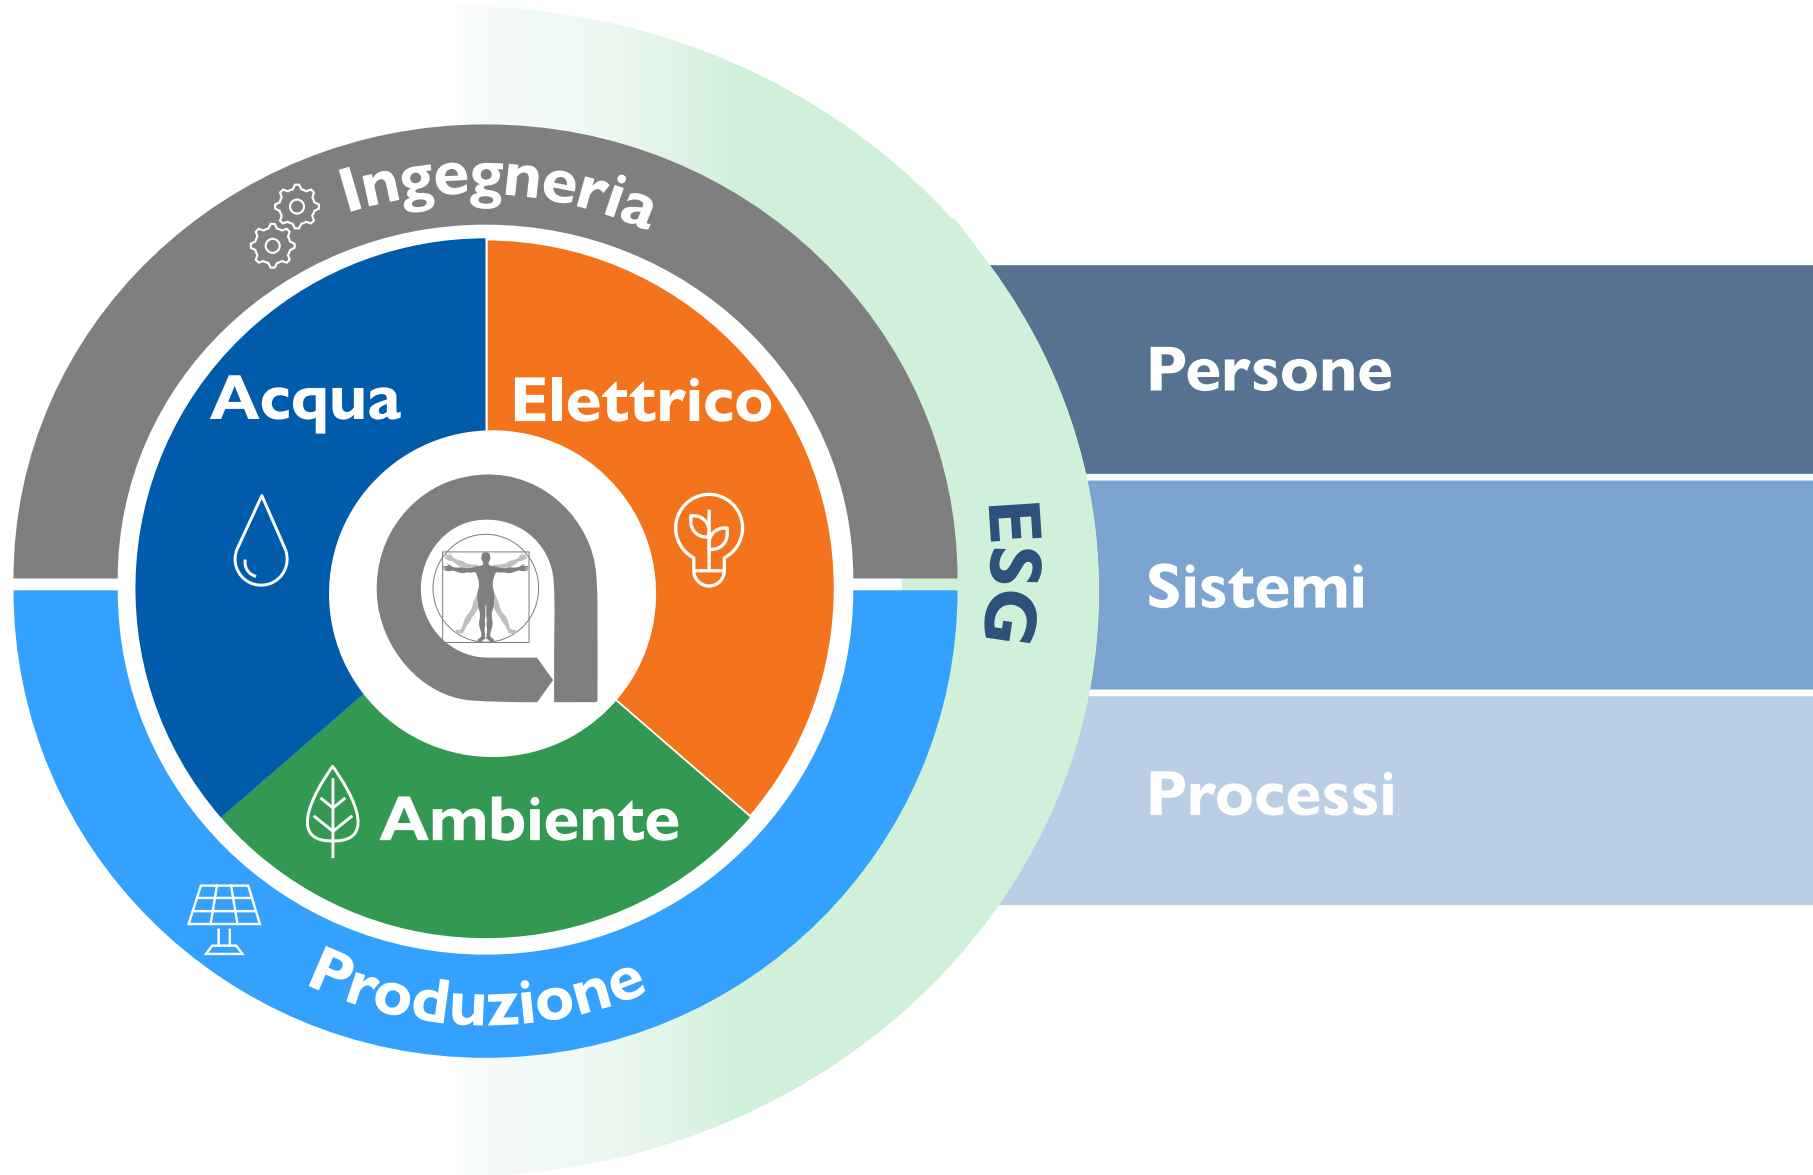 Ingegneria
Acqua
Elettrico
Ambiente
Produzione
ESG
Persone
Sistemi
Processi